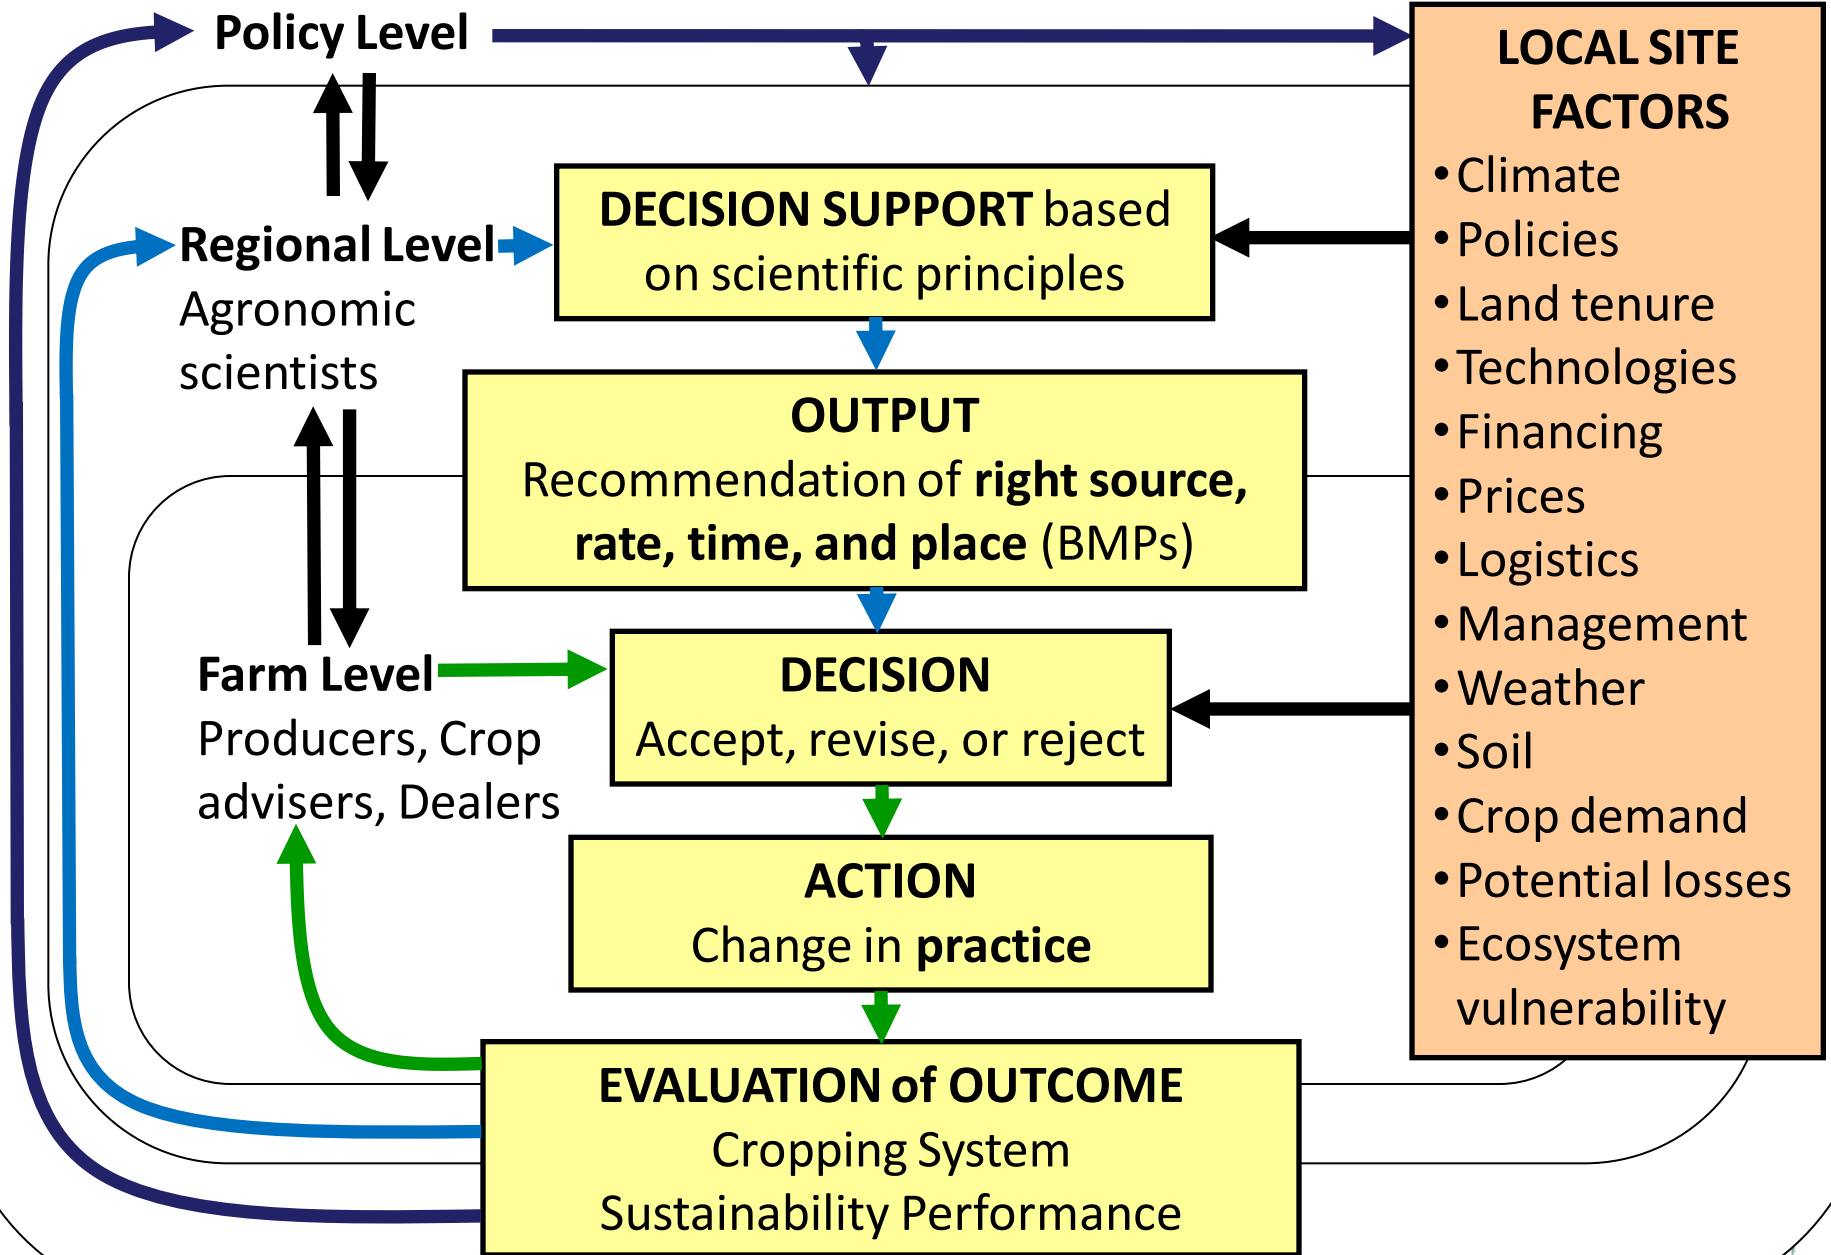 Policy Level
Regional Level
Agronomic
scientists
Farm Level
Producers, Crop
advisers, Dealers
DECISION SUPPORT based
on scientific principles
OUTPUT
Recommendation of right source,
rate, time, and place (BMPs)
DECISION
Accept, revise, or reject
ACTION
Change in practice
EVALUATION of OUTCOME
Cropping System
Sustainability Performance
LOCAL SITE
FACTORS
•Climate
•Policies
•Land tenure
•Technologies
•Financing
•Prices
•Logistics
•Management
•Weather
•Soil
•Crop demand
•Potential losses
•Ecosystem
vulnerability